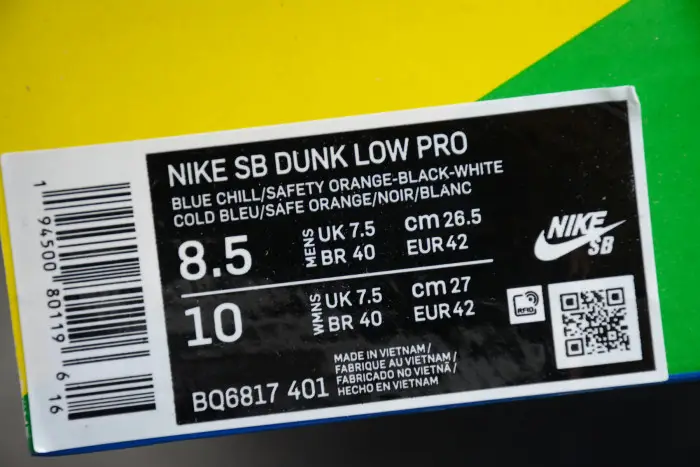 NIKE SB DUNK LOW PRO
BLUE CHILL/SAFETY ORANGE-BLACK-WHITE
COLD BLEU/SAFE ORANGE/NOIR/BLANC
8.5 MENS UK 7.5 cm 26.5
BR 40 EUR 42
10 WMNS UK 7.5 cm 27
BR 40 EUR 42
NIKE
SB
RFID
MADE IN VIETNAM/
FABRIQUE AU VIETNAM/
FABRICADO NO VIETNÃ/
HECHO EN VIETNAM
BQ6817 401
1 94500 80119 6 16